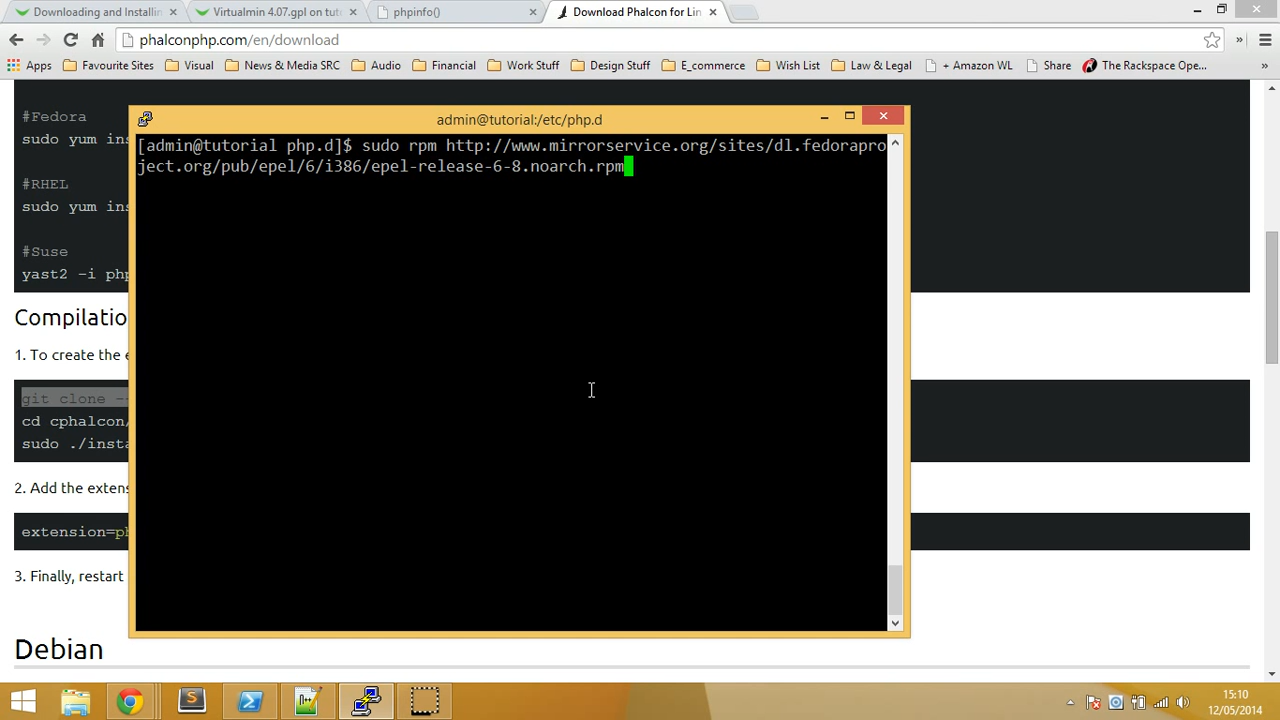 Downloading and Installin
Virtualmin 4.07.gpl on tut
phpinfo()
Download Phalcon for Lin
phalconphp.com/en/download
Apps
Favourite Sites
Visual
News & Media SRC
Audio
Financial
Work Stuff
Design Stuff
E_commerce
Wish List
Law & Legal
+ Amazon WL
Share
The Rackspace Ope...
»
#Fedora
sudo yum ins
#RHEL
sudo yum ins
#Suse
yast2 -i php
Compilatio
1. To create the e
git clone --
cd cphalcon/
sudo ./insta
2. Add the extens
extension=ph
3. Finally, restart
Debian
admin@tutorial:/etc/php.d
[admin@tutorial php.d]$ sudo rpm http://www.mirrorservice.org/sites/dl.fedorapro
ject.org/pub/epel/6/i386/epel-release-6-8.noarch.rpm
15:10
12/05/2014